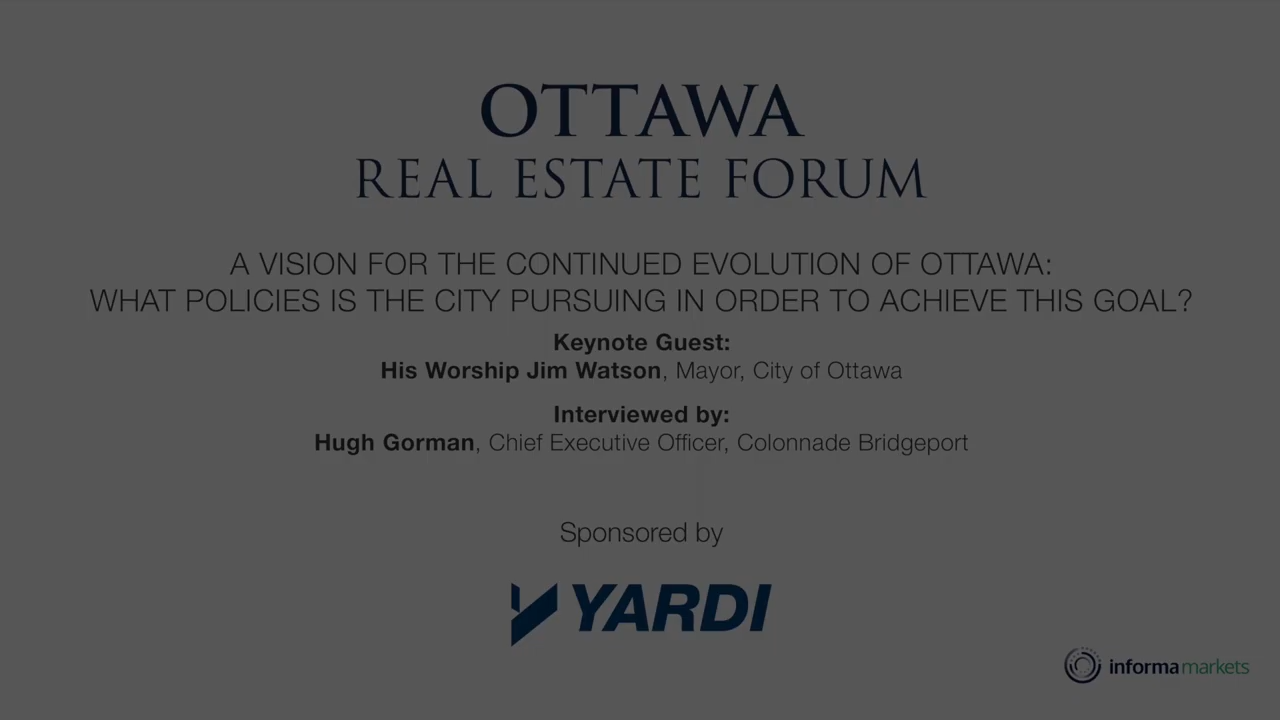 OTTAWA
REAL ESTATE FORUM
A VISION FOR THE CONTINUED EVOLUTION OF OTTAWA:
WHAT POLICIES IS THE CITY PURSUING IN ORDER TO ACHIEVE THIS GOAL?
Keynote Guest:
His Worship Jim Watson, Mayor, City of Ottawa
Interviewed by:
Hugh Gorman, Chief Executive Officer, Colonnade Bridgeport
Sponsored by
YARDI
informa markets